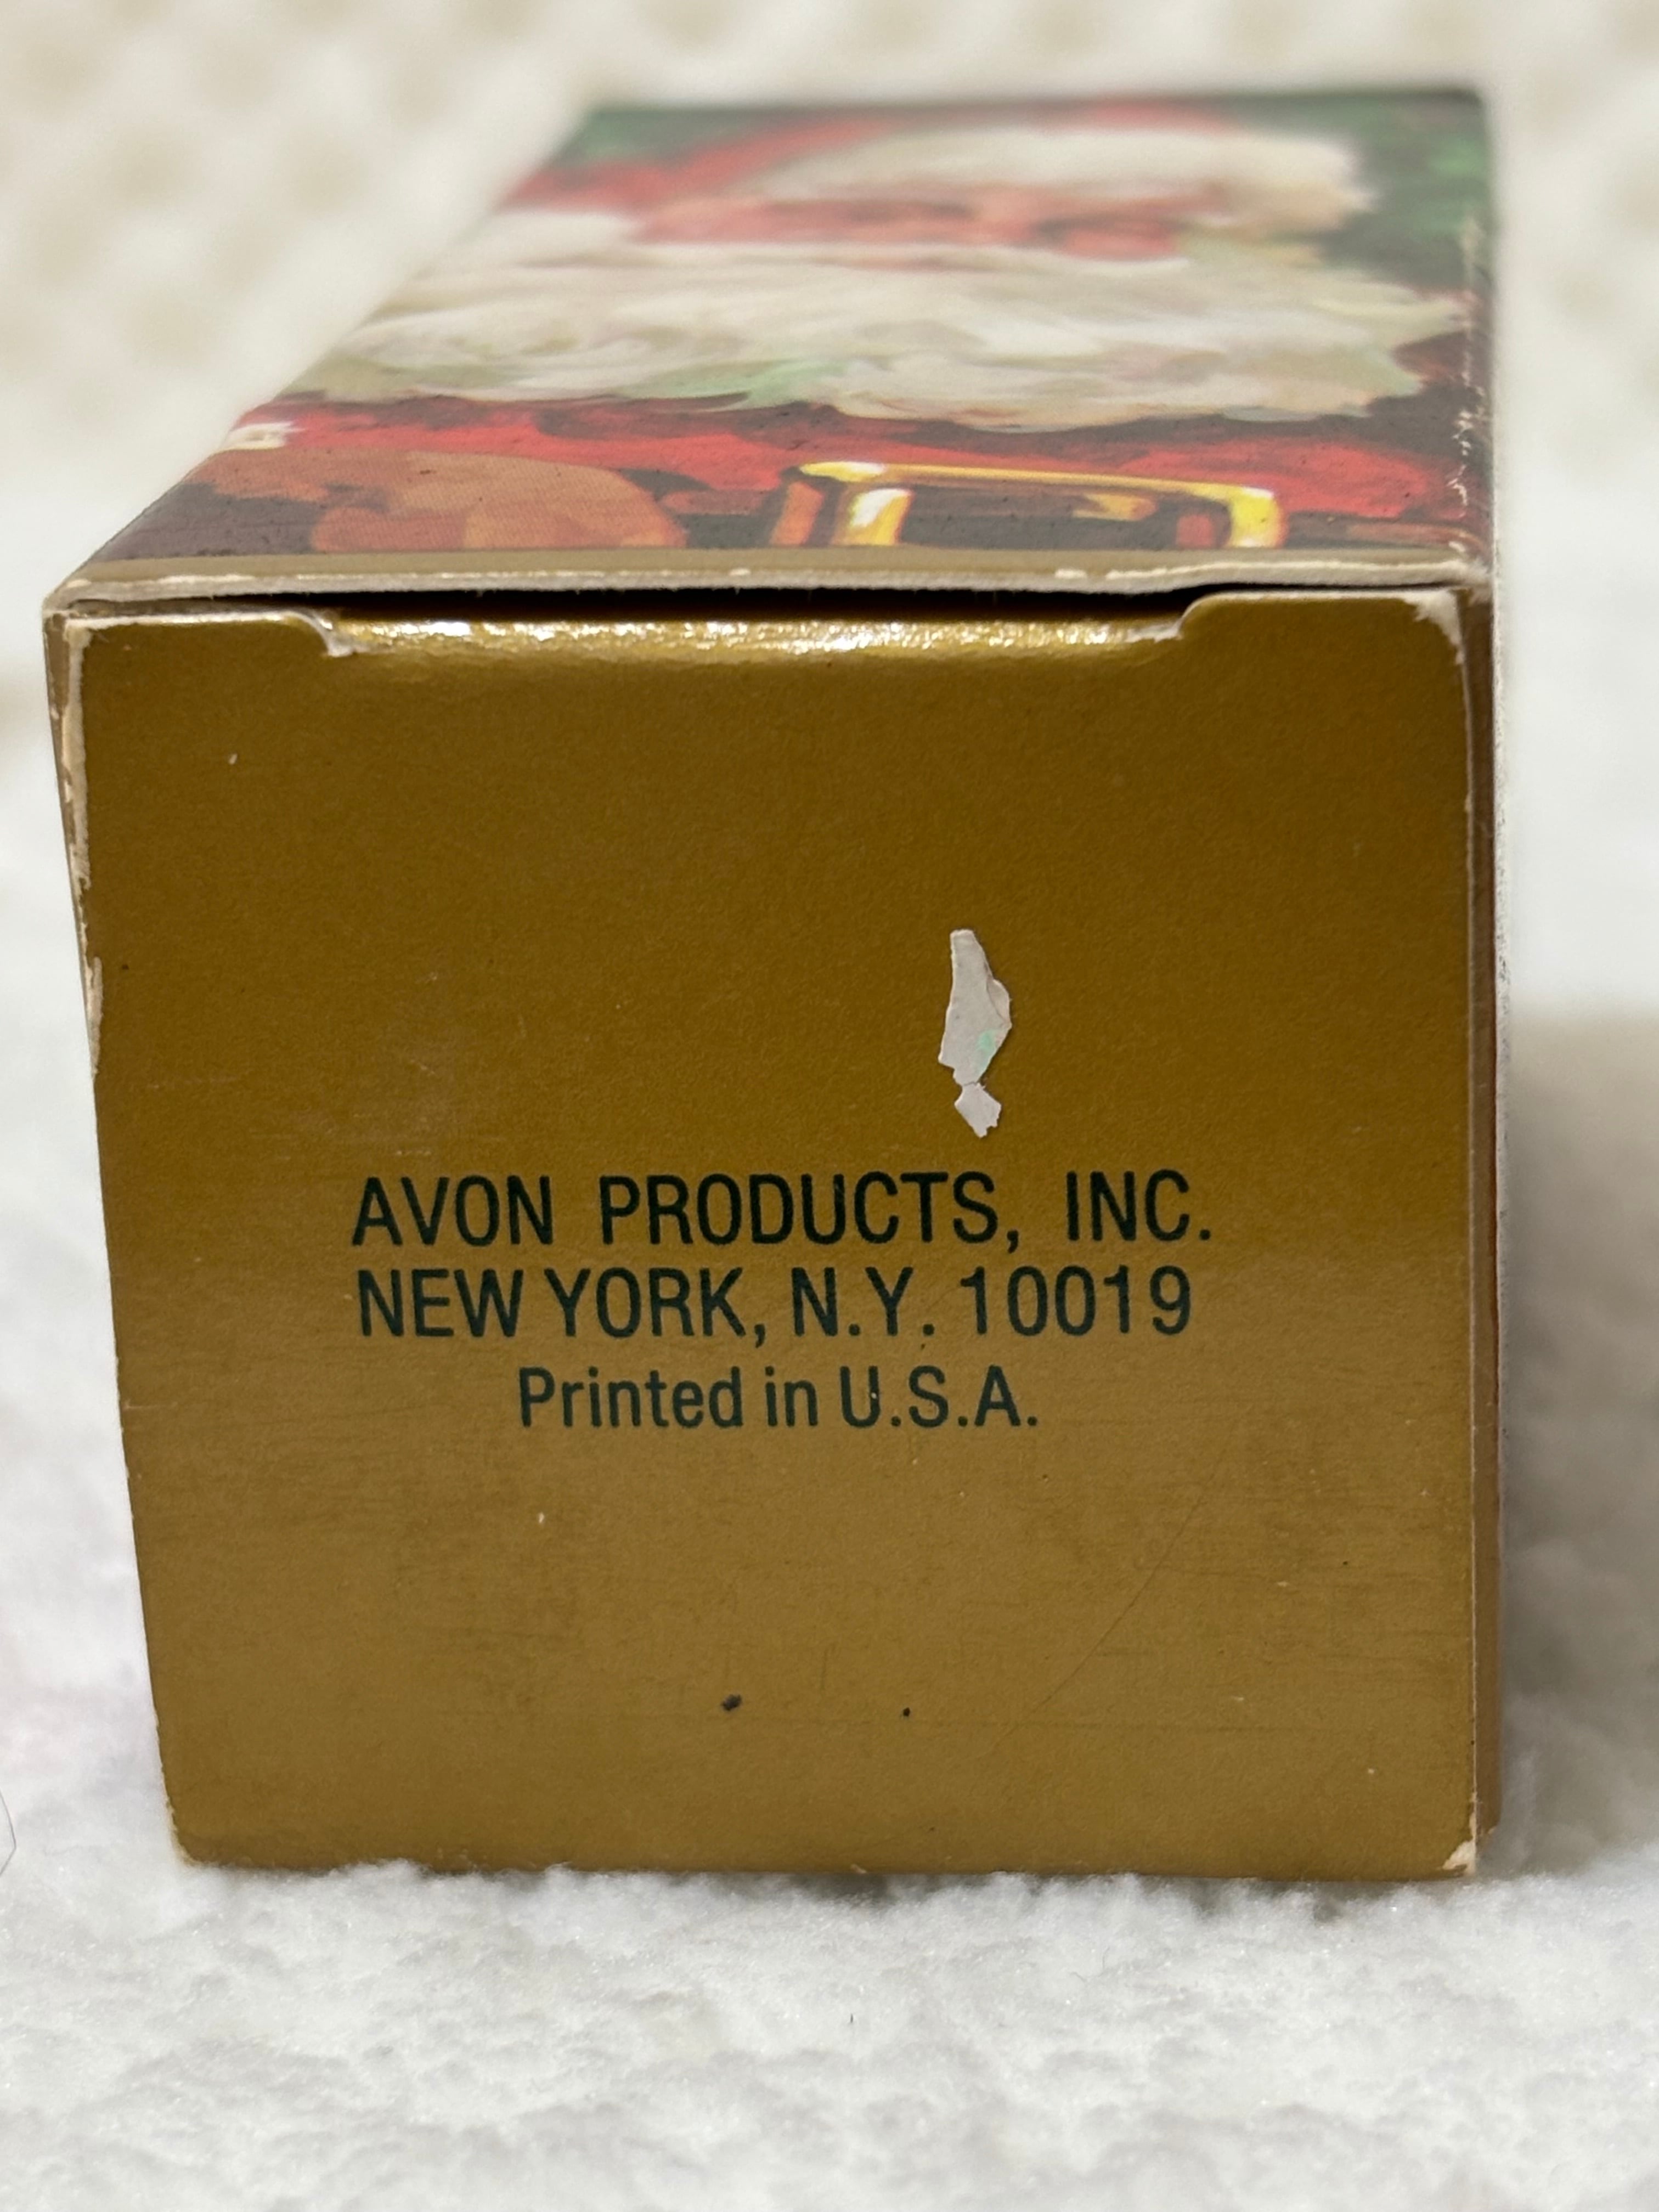 AVON PRODUCTS, INC.
NEW YORK, N.Y. 10019
Printed in U.S.A.